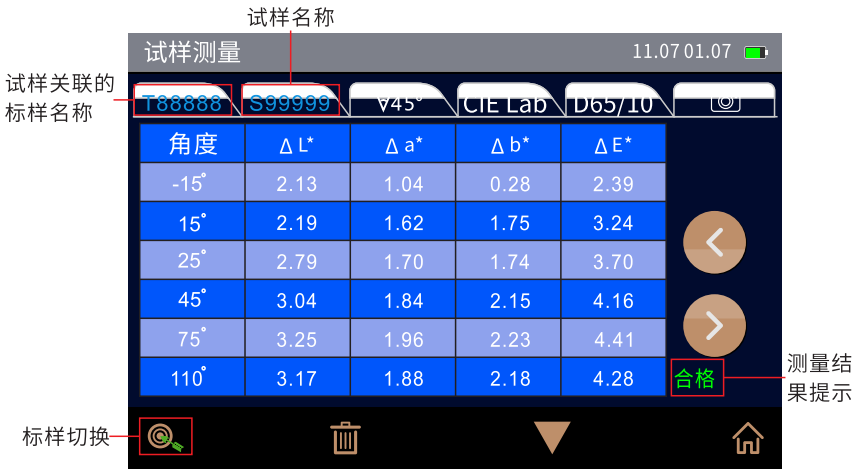 试样名称
试样测量 11.07 01.07
试样关联的
标样名称
T88888 S99999 ∀45° CIE Lab D65/10
角度 Δ L* Δ a* Δ b* Δ E*
-15° 2.13 1.04 0.28 2.39
15° 2.19 1.62 1.75 3.24
25° 2.79 1.70 1.74 3.70
45° 3.04 1.84 2.15 4.16
75° 3.25 1.96 2.23 4.41
110° 3.17 1.88 2.18 4.28
合格
测量结
果提示
标样切换